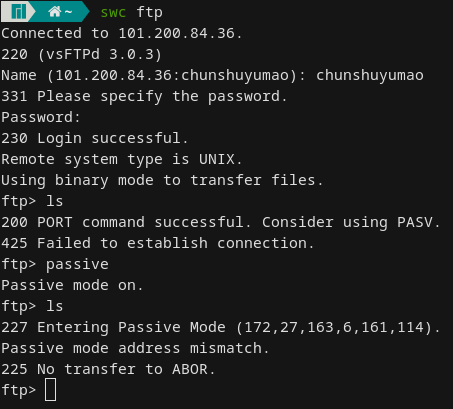 ~ swc ftp
Connected to 101.200.84.36.
220 (vsFTPd 3.0.3)
Name (101.200.84.36:chunshuyumao): chunshuyumao
331 Please specify the password.
Password:
230 Login successful.
Remote system type is UNIX.
Using binary mode to transfer files.
ftp> ls
200 PORT command successful. Consider using PASV.
425 Failed to establish connection.
ftp> passive
Passive mode on.
ftp> ls
227 Entering Passive Mode (172,27,163,6,161,114).
Passive mode address mismatch.
225 No transfer to ABOR.
ftp>